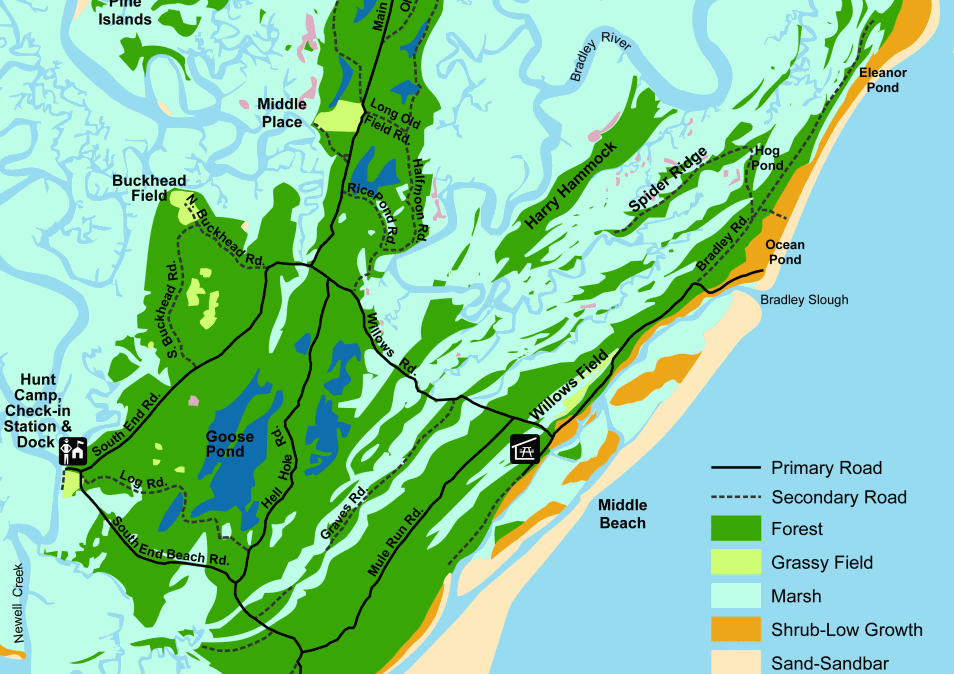 Pine
Islands
Main
Ol
Bradley River
Eleanor
Pond
Middle
Place
Long Old
Field Rd.
Hog
Pond
Harry Hammock
Spider Ridge
Buckhead
Field
N. Buckhead Rd.
Rice Pond Rd.
Halfmoon Rd.
Bradley Rd.
Ocean
Pond
Bradley Slough
S. Buckhead Rd.
Willows Rd.
Willows Field
Hunt
Camp,
Check-in
Station &
Dock
South End Rd.
Goose
Pond
Hell Hole Rd.
Log Rd.
Graves Rd.
Mule Run Rd.
South End Beach Rd.
Middle
Beach
Newell Creek
Primary Road
Secondary Road
Forest
Grassy Field
Marsh
Shrub-Low Growth
Sand-Sandbar